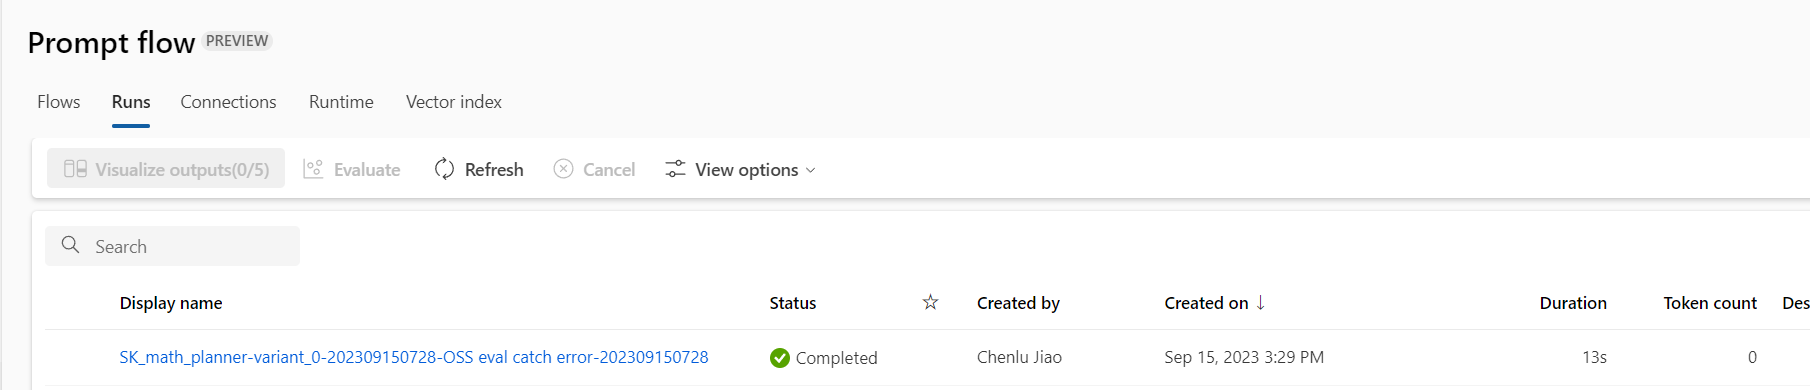 Prompt flow PREVIEW
Flows Runs Connections Runtime Vector index
Visualize outputs(0/5) Evaluate Refresh Cancel View options
Search
Display name Status Created by Created on Duration Token count Des
SK_math_planner-variant_0-202309150728-OSS eval catch error-202309150728 Completed Chenlu Jiao Sep 15, 2023 3:29 PM 13s 0